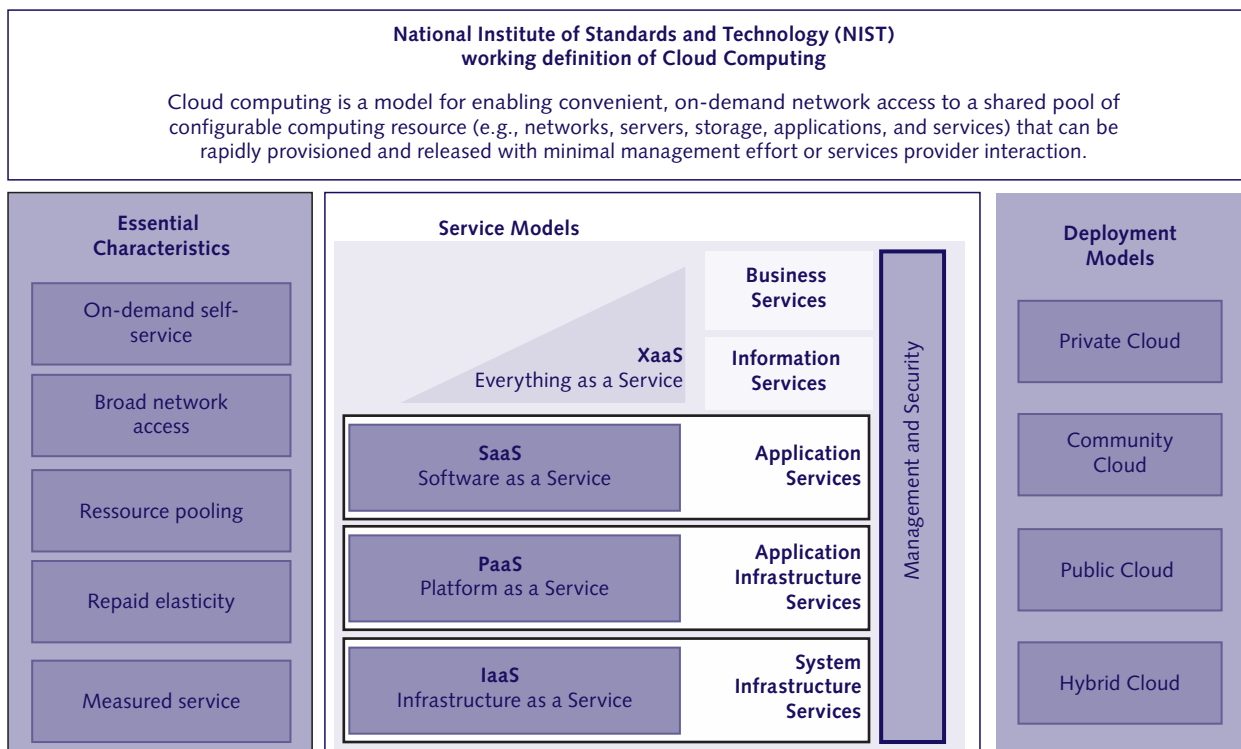 National Institute of Standards and Technology (NIST)
working definition of Cloud Computing
Cloud computing is a model for enabling convenient, on-demand network access to a shared pool of
configurable computing resource (e.g., networks, servers, storage, applications, and services) that can be
rapidly provisioned and released with minimal management effort or services provider interaction.
Essential
Characteristics
On-demand self-
service
Broad network
access
Ressource pooling
Repaid elasticity
Measured service
Service Models
XaaS
Everything as a Service
Business
Services
Information
Services
SaaS
Software as a Service
Application
Services
PaaS
Platform as a Service
Application
Infrastructure
Services
IaaS
Infrastructure as a Service
System
Infrastructure
Services
Management and Security
Deployment
Models
Private Cloud
Community
Cloud
Public Cloud
Hybrid Cloud